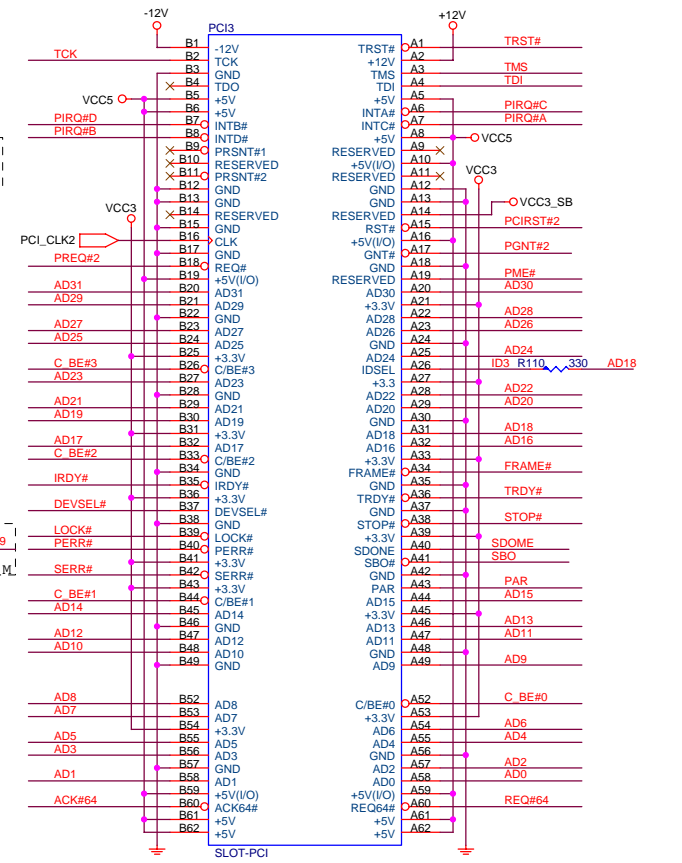 -12V +12V
PCI3
B1 -12V TRST# A1 TRST#
TCK B2 TCK +12V A2
B3 GND TMS A3 TMS
B4 TDO TDI A4 TDI
VCC5 B5 +5V +5V A5
B6 +5V INTA# A6 PIRQ#C
PIRQ#D B7 INTB# INTC# A7 PIRQ#A
PIRQ#B B8 INTD# +5V A8 VCC5
B9 PRSNT#1 RESERVED A9
B10 RESERVED +5V(I/O) A10
B11 PRSNT#2 RESERVED A11 VCC3
B12 GND GND A12
B13 GND GND A13
VCC3 B14 RESERVED RESERVED A14 VCC3_SB
B15 GND RST# A15 PCIRST#2
PCI_CLK2 B16 CLK +5V(I/O) A16
B17 GND GNT# A17 PGNT#2
PREQ#2 B18 REQ# GND A18
B19 +5V(I/O) RESERVED A19 PME#
AD31 B20 AD31 AD30 A20 AD30
AD29 B21 AD29 +3.3V A21
B22 GND AD28 A22 AD28
AD27 B23 AD27 AD26 A23 AD26
AD25 B24 AD25 GND A24
B25 +3.3V AD24 A25 AD24
C_BE#3 B26 C/BE#3 IDSEL A26 ID3 R110 330 AD18
AD23 B27 AD23 +3.3 A27
B28 GND AD22 A28 AD22
AD21 B29 AD21 AD20 A29 AD20
AD19 B30 AD19 GND A30
B31 +3.3V AD18 A31 AD18
AD17 B32 AD17 AD16 A32 AD16
C_BE#2 B33 C/BE#2 +3.3V A33
B34 GND FRAME# A34 FRAME#
IRDY# B35 IRDY# GND A35
B36 +3.3V TRDY# A36 TRDY#
DEVSEL# B37 DEVSEL# GND A37
B38 GND STOP# A38 STOP#
LOCK# B39 LOCK# +3.3V A39
9 PERR# B40 PERR# SDONE A40 SDOME
B41 +3.3V SBO# A41 SBO
M SERR# B42 SERR# GND A42
B43 +3.3V PAR A43 PAR
C_BE#1 B44 C/BE#1 AD15 A44 AD15
AD14 B45 AD14 +3.3V A45
B46 GND AD13 A46 AD13
AD12 B47 AD12 AD11 A47 AD11
AD10 B48 AD10 GND A48
B49 GND AD9 A49 AD9
AD8 B52 AD8 C/BE#0 A52 C_BE#0
AD7 B53 AD7 +3.3V A53
B54 +3.3V AD6 A54 AD6
AD5 B55 AD5 AD4 A55 AD4
AD3 B56 AD3 GND A56
B57 GND AD2 A57 AD2
AD1 B58 AD1 AD0 A58 AD0
B59 +5V(I/O) +5V(I/O) A59
ACK#64 B60 ACK64# REQ64# A60 REQ#64
B61 +5V +5V A61
B62 +5V +5V A62
SLOT-PCI